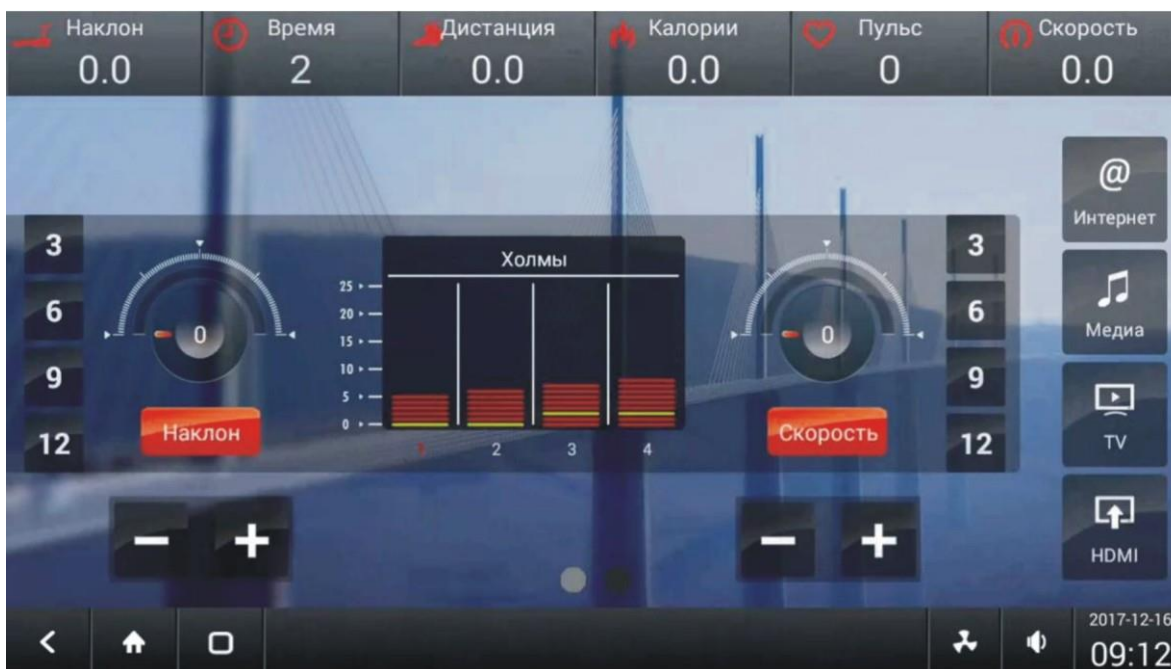 Наклон
Время
Дистанция
Калории
Пульс
Скорость
0.0
2
0.0
0.0
0
0.0
@
Интернет
3
6
9
12
0
Наклон
Холмы
25
20
15
10
5
0
1
2
3
4
0
Скорость
3
6
9
12
Медиа
TV
HDMI
2017-12-16
09:12